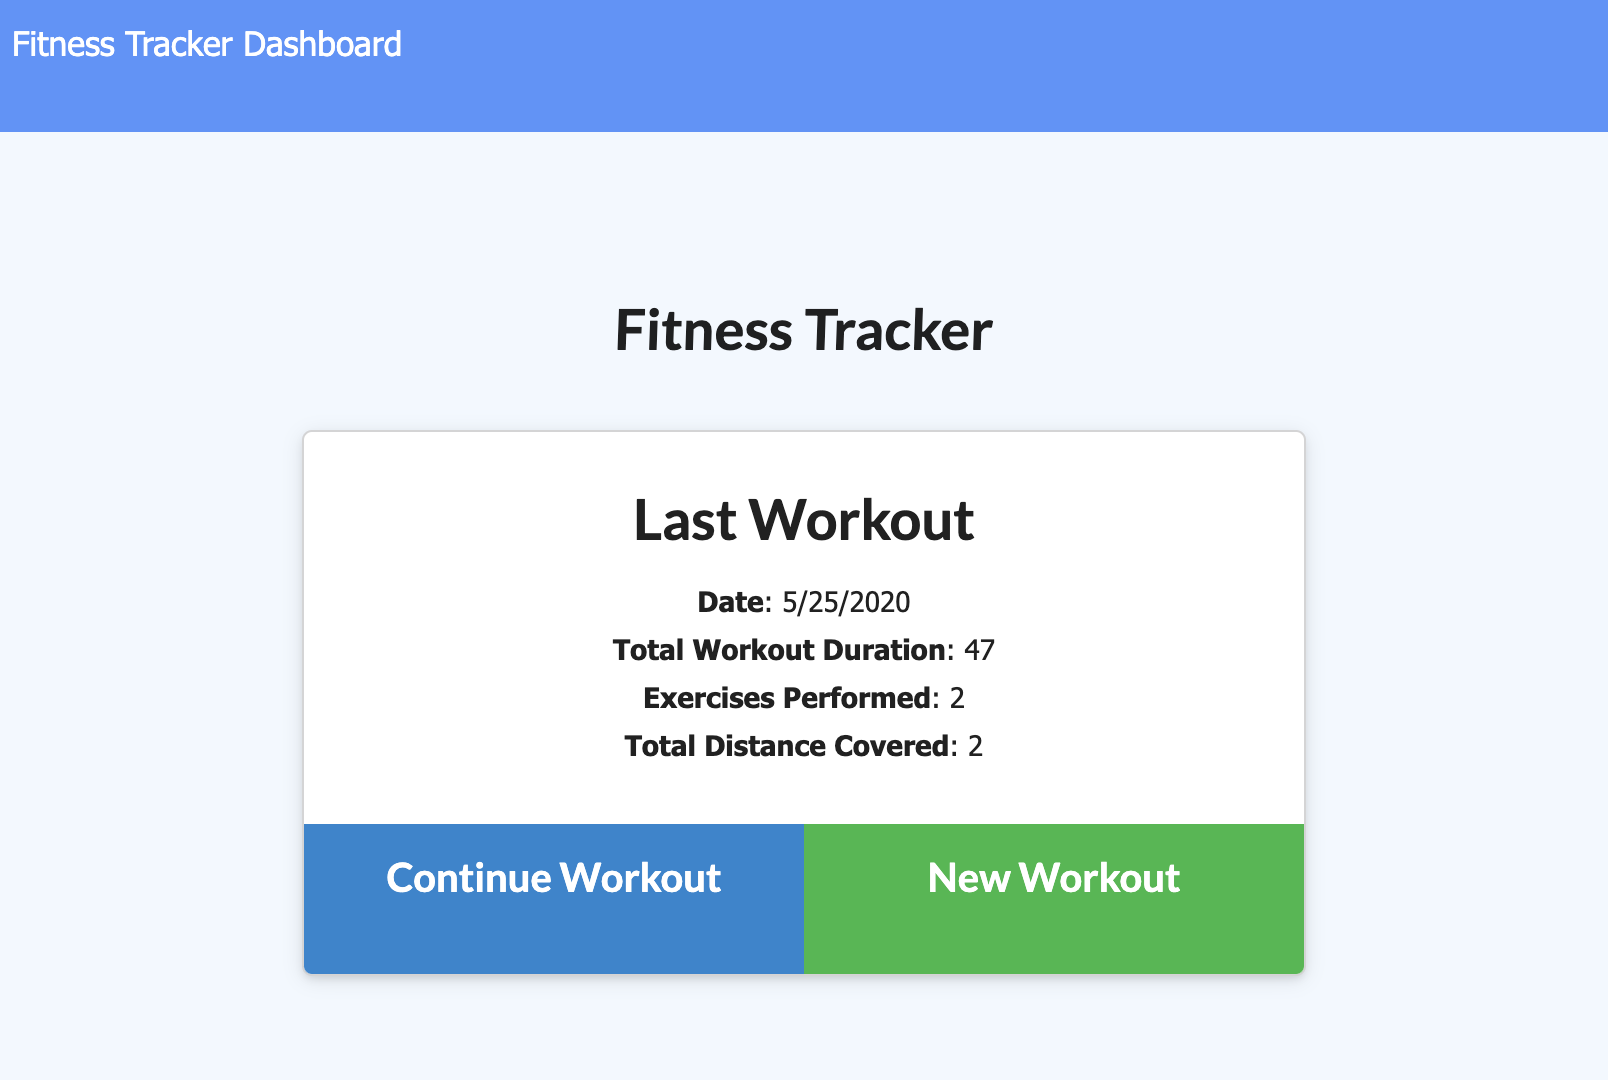 Fitness Tracker Dashboard
Fitness Tracker
Last Workout
Date: 5/25/2020
Total Workout Duration: 47
Exercises Performed: 2
Total Distance Covered: 2
Continue Workout
New Workout